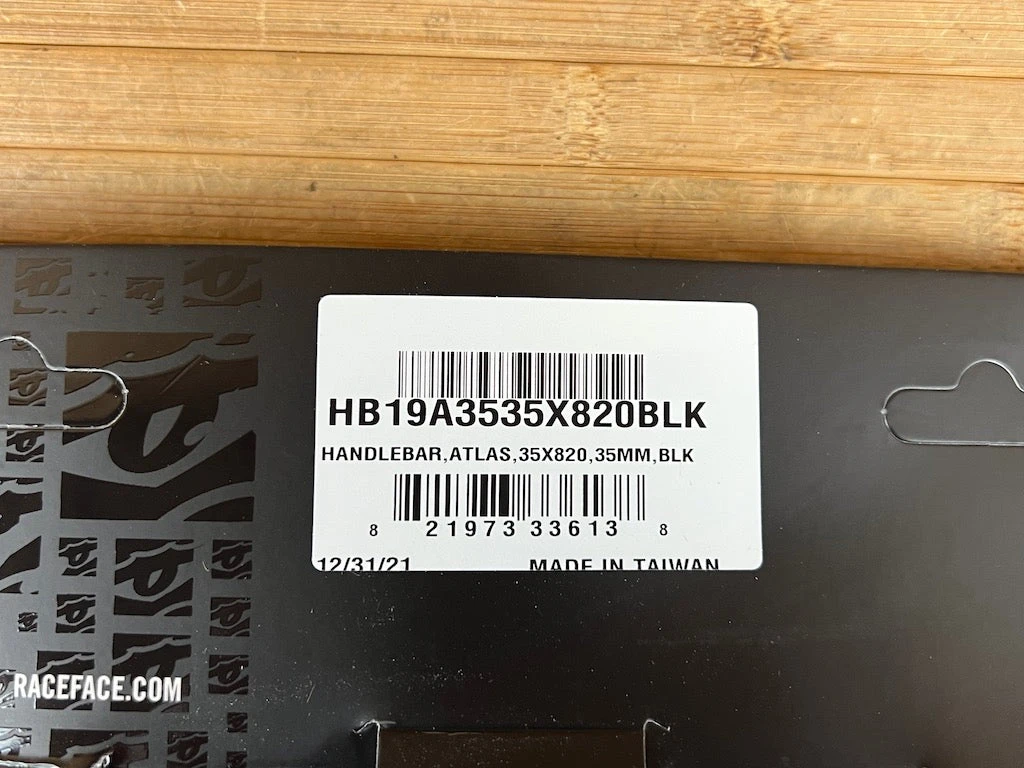 HB19A3535X820BLK
HANDLEBAR,ATLAS,35X820,35MM,BLK
8 21973 33613 8
12/31/21 MADE IN TAIWAN
RACEFACE.COM